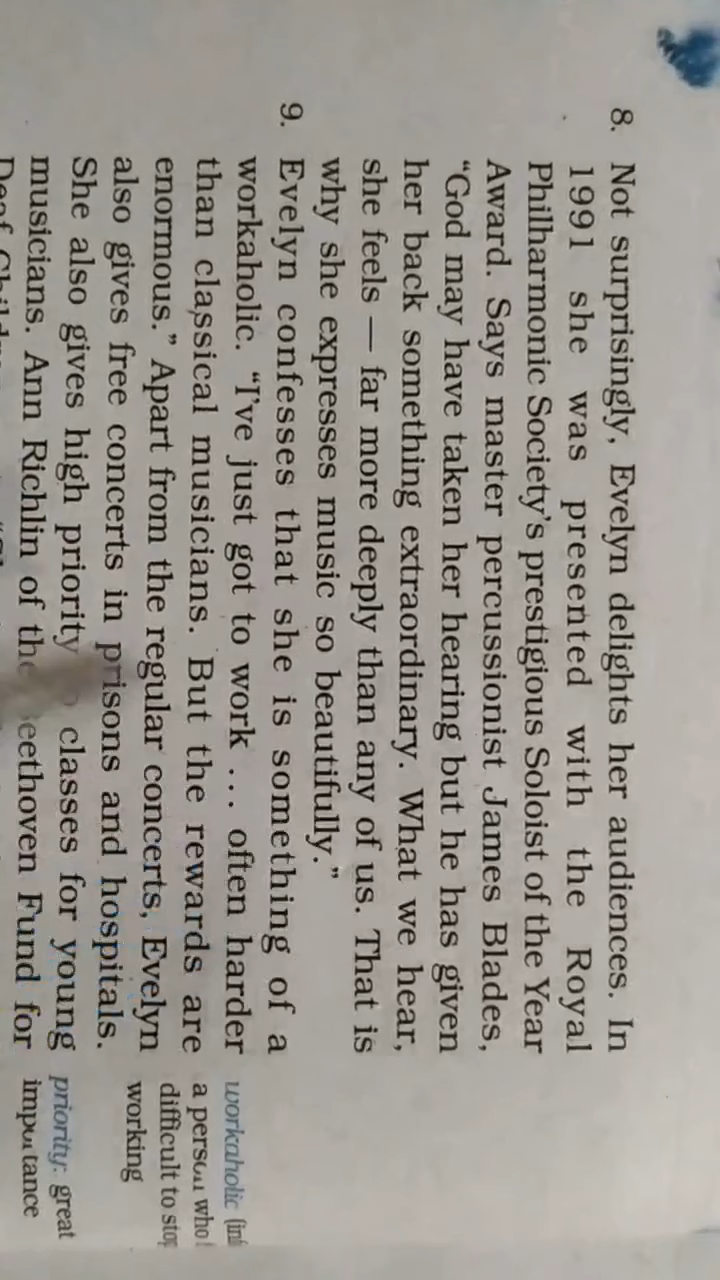 8. Not surprisingly, Evelyn delights her audiences. In
1991 she was presented with the Royal
Philharmonic Society's prestigious Soloist of the Year
Award. Says master percussionist James Blades,
“God may have taken her hearing but he has given
her back something extraordinary. What we hear,
she feels — far more deeply than any of us. That is
why she expresses music so beautifully.”
9. Evelyn confesses that she is something of a
workaholic. “I've just got to work ... often harder
than classical musicians. But the rewards are
enormous.” Apart from the regular concerts, Evelyn
also gives free concerts in prisons and hospitals.
She also gives high priority classes for young
musicians. Ann Richlin of the Beethoven Fund for
Deaf
workaholic
a person who
difficult to stop
working
priority: great
importance